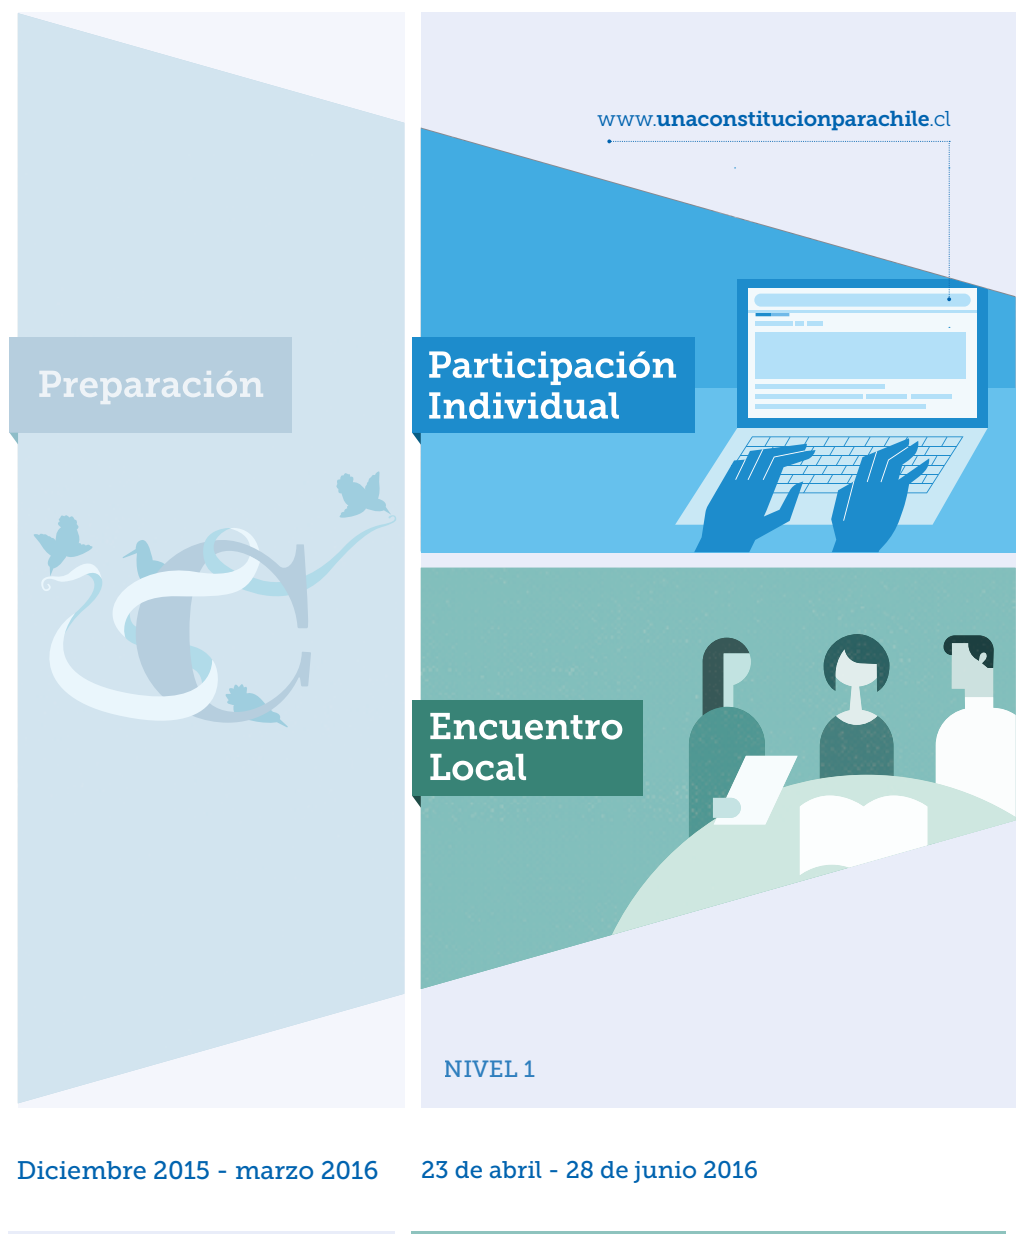 www.unaconstitucionparachile.cl
Preparación
Participación
Individual
Encuentro
Local
NIVEL 1
Diciembre 2015 - marzo 2016
23 de abril - 28 de junio 2016